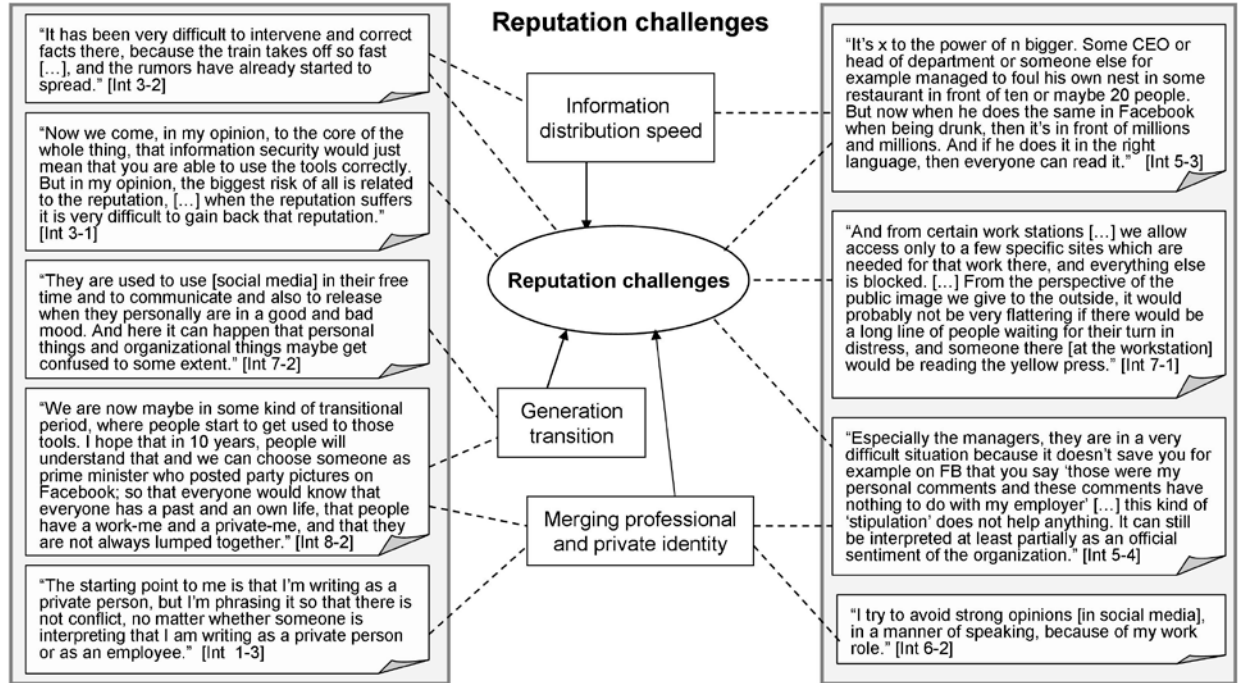 Reputation challenges
“It has been very difficult to intervene and correct
facts there, because the train takes off so fast
[…], and the rumors have already started to
spread.” [Int 3-2]
“Now we come, in my opinion, to the core of the
whole thing, that information security would just
mean that you are able to use the tools correctly.
But in my opinion, the biggest risk of all is related
to the reputation, […] when the reputation suffers
it is very difficult to gain back that reputation.”
[Int 3-1]
“They are used to use [social media] in their free
time and to communicate and also to release
when they personally are in a good and bad
mood. And here it can happen that personal
things and organizational things maybe get
confused to some extent.” [Int 7-2]
“We are now maybe in some kind of transitional
period, where people start to get used to those
tools. I hope that in 10 years, people will
understand that and we can choose someone as
prime minister who posted party pictures on
Facebook; so that everyone would know that
everyone has a past and an own life, that people
have a work-me and a private-me, and that they
are not always lumped together.” [Int 8-2]
“The starting point to me is that I’m writing as a
private person, but I’m phrasing it so that there is
not conflict, no matter whether someone is
interpreting that I am writing as a private person
or as an employee.” [Int 1-3]
Information
distribution speed
Reputation challenges
Generation
transition
Merging professional
and private identity
“It’s x to the power of n bigger. Some CEO or
head of department or someone else for
example managed to foul his own nest in some
restaurant in front of ten or maybe 20 people.
But now when he does the same in Facebook
when being drunk, then it’s in front of millions
and millions. And if he does it in the right
language, then everyone can read it.” [Int 5-3]
“And from certain work stations […] we allow
access only to a few specific sites which are
needed for that work there, and everything else
is blocked. […] From the perspective of the
public image we give to the outside, it would
probably not be very flattering if there would be
a long line of people waiting for their turn in
distress, and someone there [at the workstation]
would be reading the yellow press.” [Int 7-1]
“Especially the managers, they are in a very
difficult situation because it doesn’t save you for
example on FB that you say ‘those were my
personal comments and these comments have
nothing to do with my employer’ […] this kind of
‘stipulation’ does not help anything. It can still
be interpreted at least partially as an official
sentiment of the organization.” [Int 5-4]
“I try to avoid strong opinions [in social media],
in a manner of speaking, because of my work
role.” [Int 6-2]